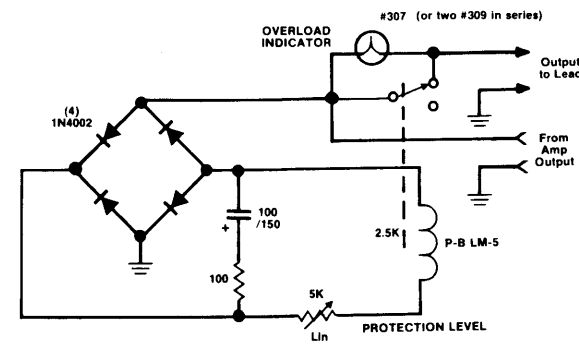 #307 (or two #309 in series)
OVERLOAD
INDICATOR
Output
to Lead
(4)
1N4002
From
Amp
Output
100
/150
+
2.5K
P-B LM-5
100
5K
Lin
PROTECTION LEVEL